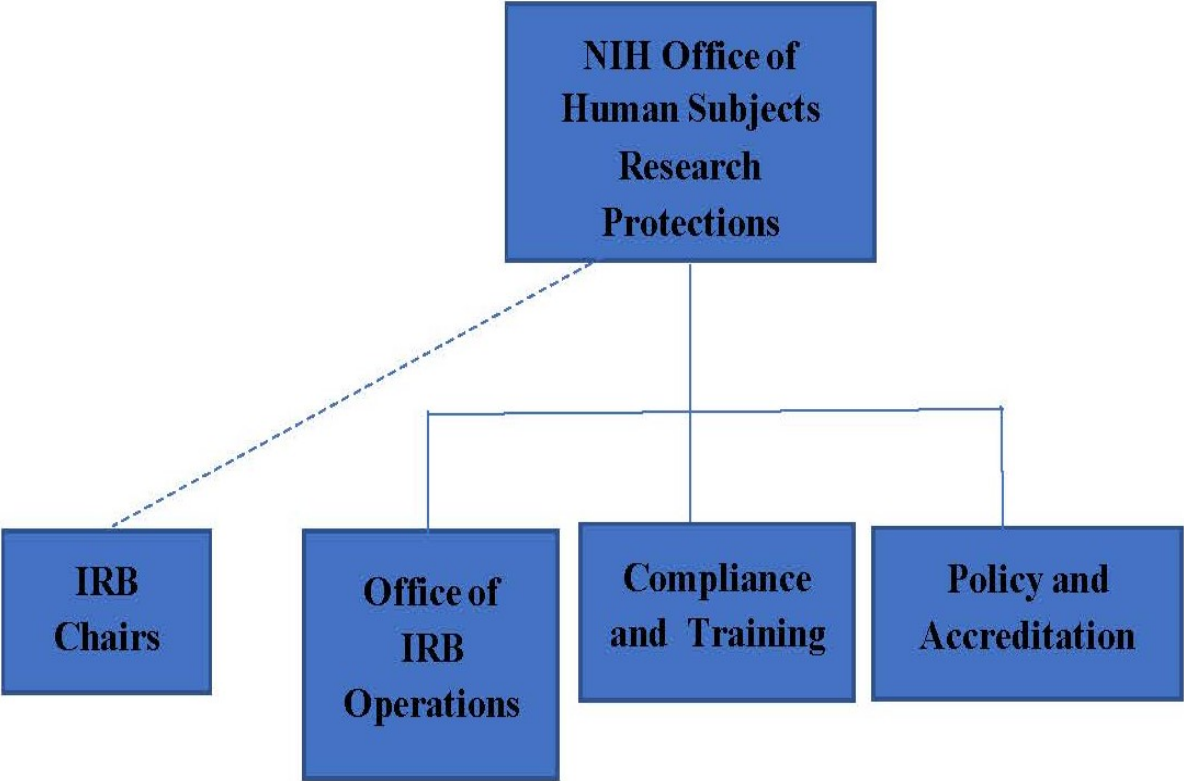 NIH Office of
Human Subjects
Research
Protections
IRB
Chairs
Office of
IRB
Operations
Compliance
and Training
Policy and
Accreditation